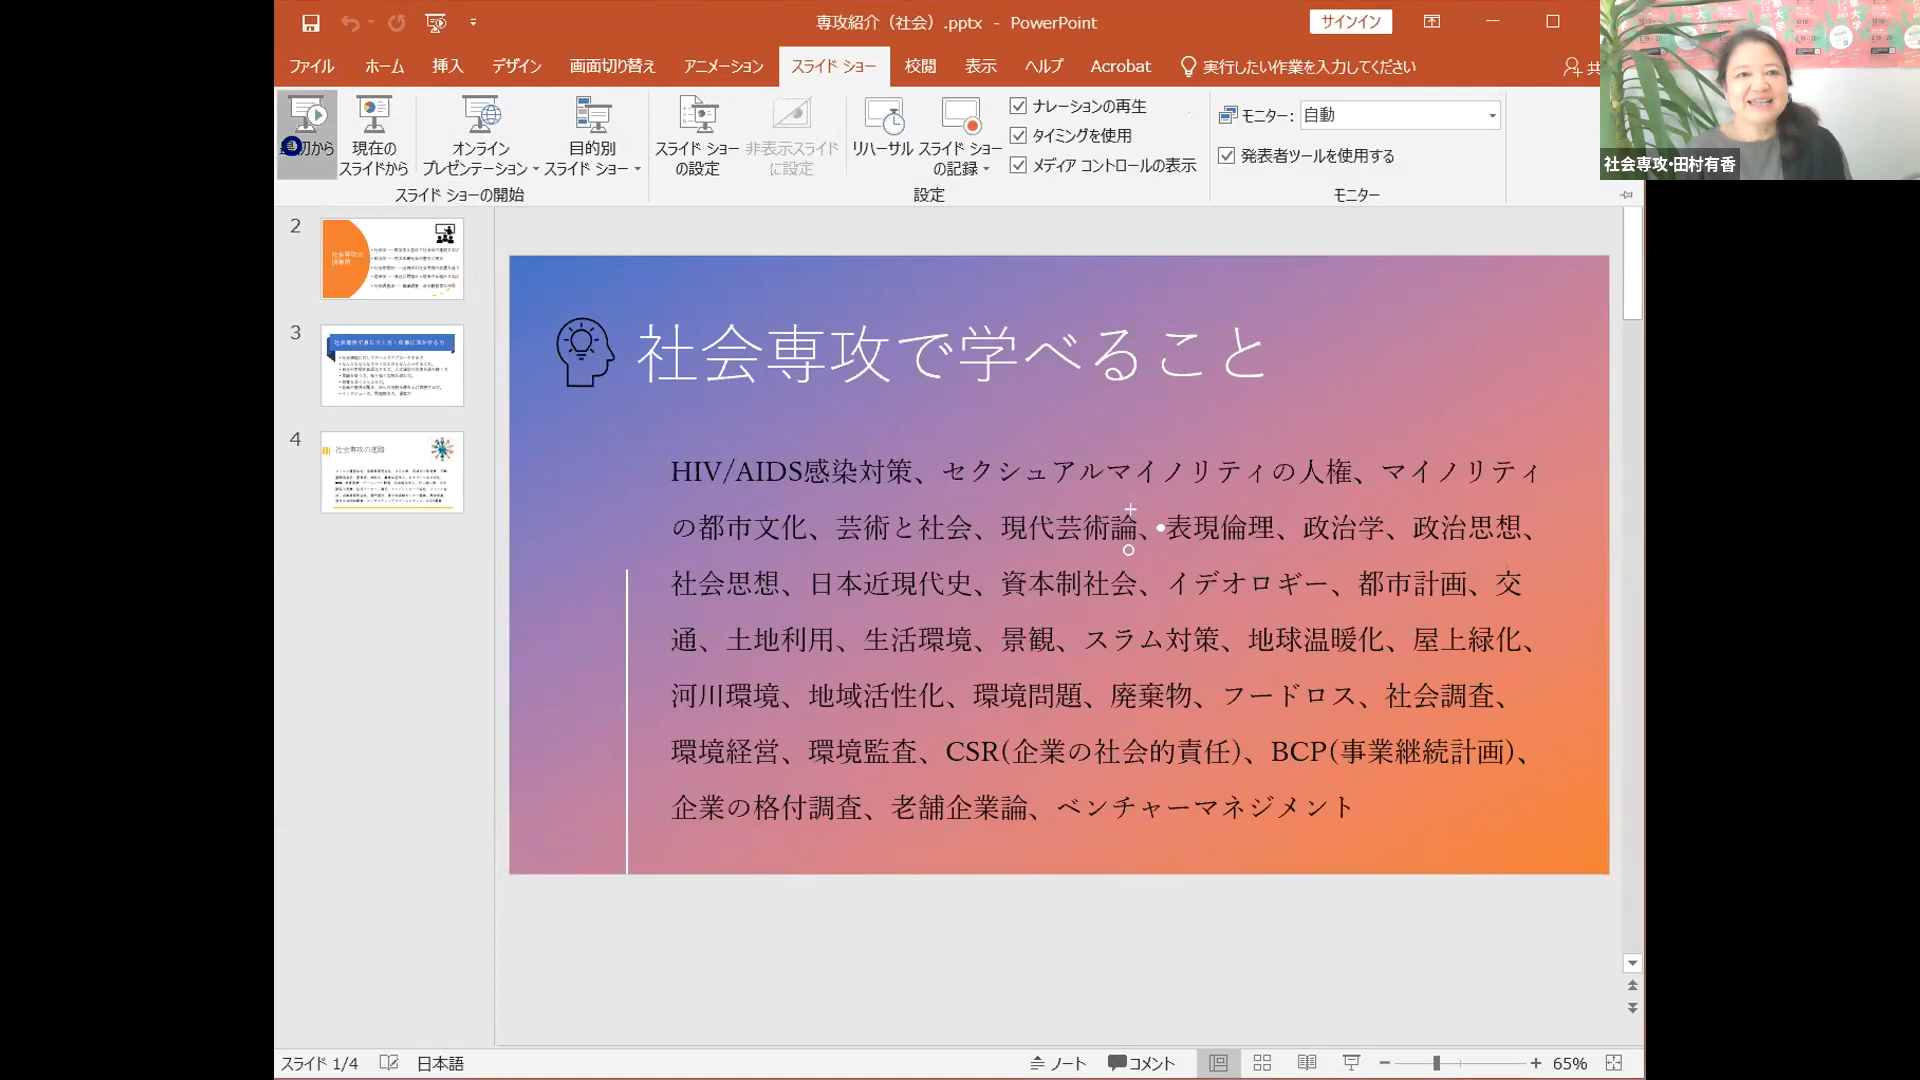 専攻紹介（社会）.pptx - PowerPoint
サインイン
ファイル ホーム 挿入 デザイン 画面切り替え アニメーション スライド ショー 校閲 表示 ヘルプ Acrobat 実行したい作業を入力してください 共
から
現在の
スライドから
オンライン
プレゼンテーション
目的別
スライド ショー
スライド ショーの開始
スライド ショー
の設定
非表示スライド
に設定
リハーサル
スライド ショー
の記録
ナレーションの再生
タイミングを使用
メディア コントロールの表示
設定
モニター: 自動
発表者ツールを使用する
モニター
社会専攻•田村有香
2
3
4
社会専攻の進路
社会専攻で学べること
HIV/AIDS感染対策、セクシュアルマイノリティの人権、マイノリティ
の都市文化、芸術と社会、現代芸術論、表現倫理、政治学、政治思想、
社会思想、日本近現代史、資本制社会、イデオロギー、都市計画、交
通、土地利用、生活環境、景観、スラム対策、地球温暖化、屋上緑化、
河川環境、地域活性化、環境問題、廃棄物、フードロス、社会調査、
環境経営、環境監査、CSR(企業の社会的責任)、BCP(事業継続計画)、
企業の格付調査、老舗企業論、ベンチャーマネジメント
スライド 1/4 日本語 ノート コメント 65%